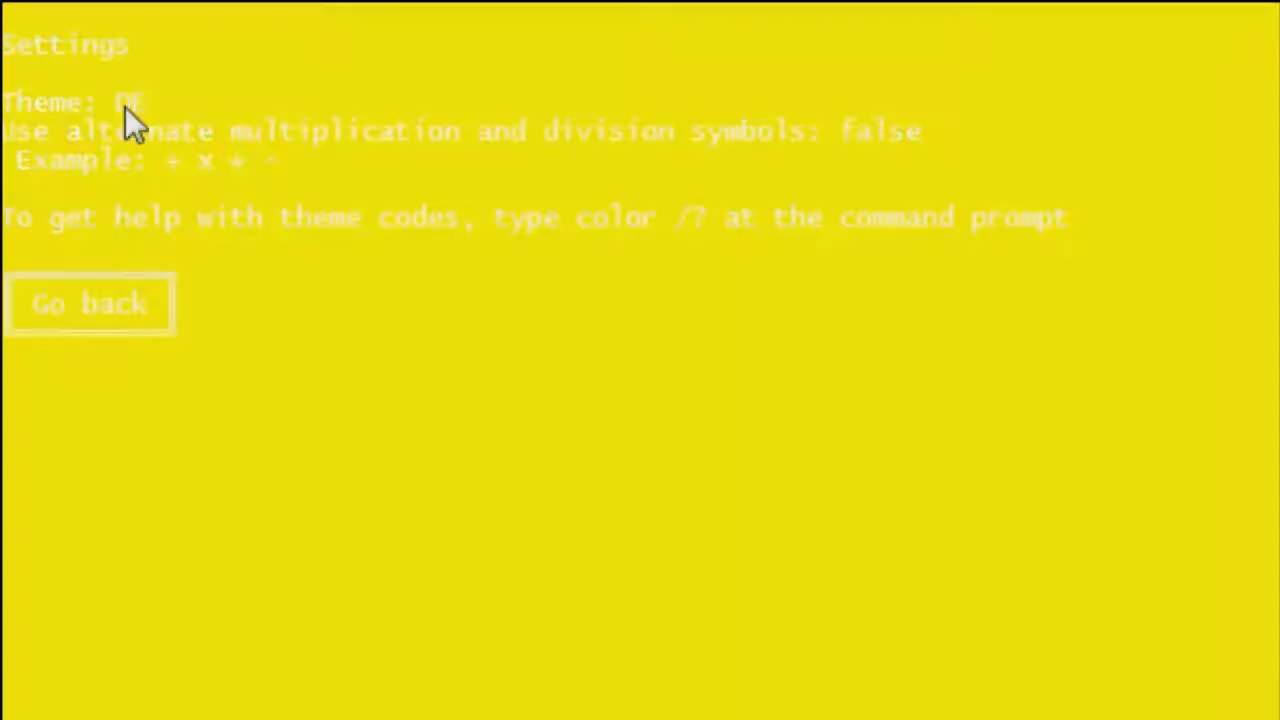 Settings
Theme: DE
Use alternate multiplication and division symbols: false
Example: + x -
To get help with theme codes, type color /? at the command prompt
Go back